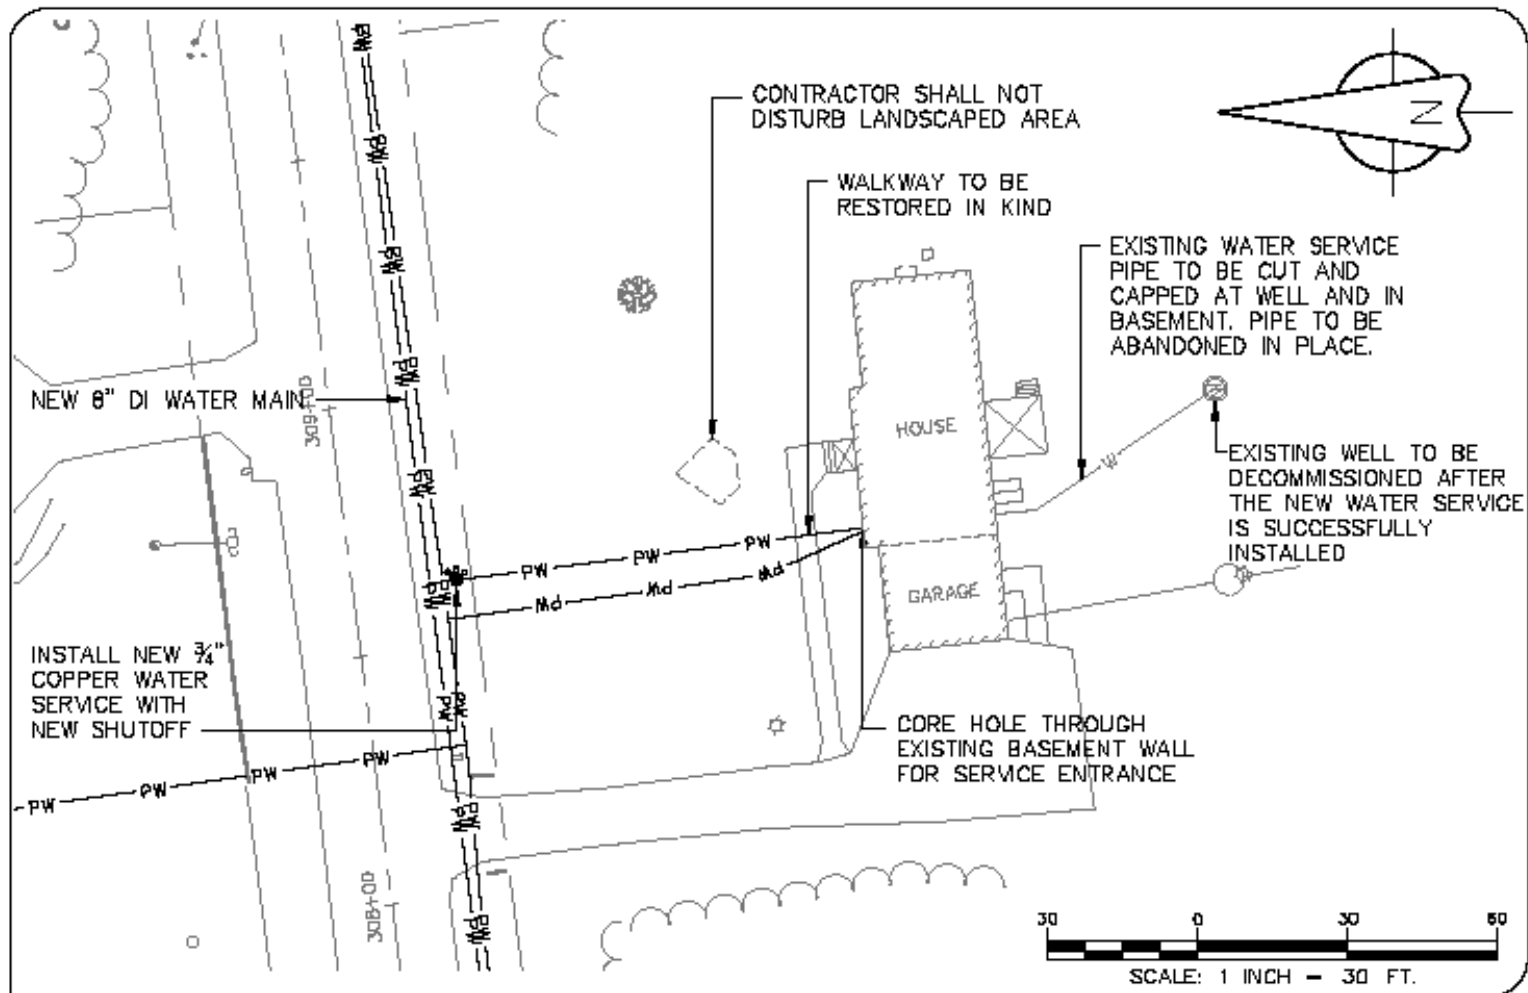 CONTRACTOR SHALL NOT
DISTURB LANDSCAPED AREA
N
WALKWAY TO BE
RESTORED IN KIND
EXISTING WATER SERVICE
PIPE TO BE CUT AND
CAPPED AT WELL AND IN
BASEMENT. PIPE TO BE
ABANDONED IN PLACE.
NEW 8" DI WATER MAIN
309+00
HOUSE
W
EXISTING WELL TO BE
DECOMMISSIONED AFTER
THE NEW WATER SERVICE
IS SUCCESSFULLY
INSTALLED
PW PW PW
PW PW PW
GARAGE
INSTALL NEW ¾"
COPPER WATER
SERVICE WITH
NEW SHUTOFF
CORE HOLE THROUGH
EXISTING BASEMENT WALL
FOR SERVICE ENTRANCE
PW PW PW PW
308+00
30 0 30 60
SCALE: 1 INCH = 30 FT.